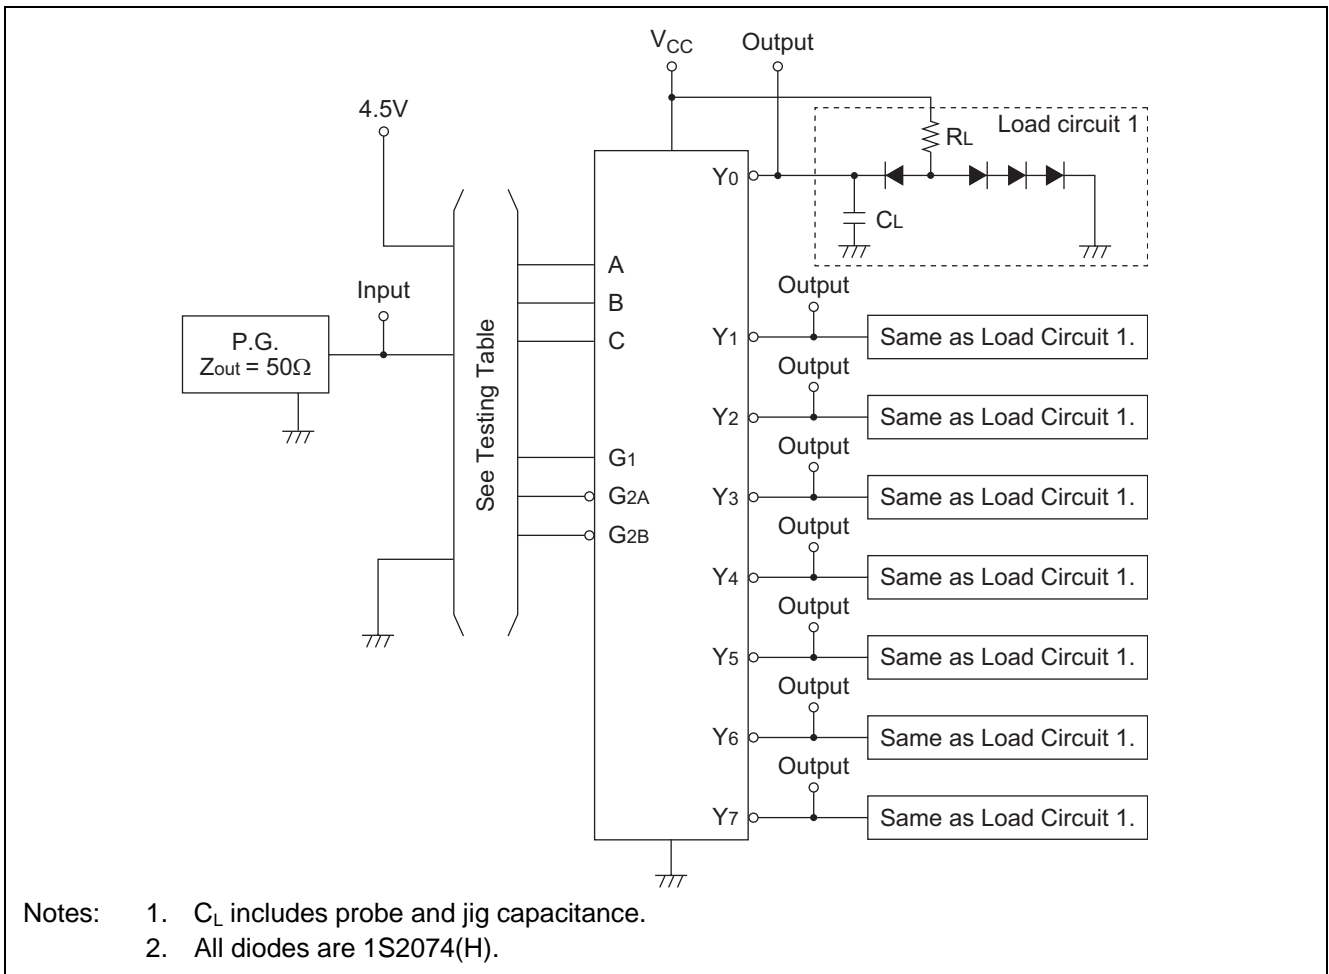 VCC
Output
4.5V
Load circuit 1
RL
Y0
CL
A
Output
Input
B
Y1
Same as Load Circuit 1.
P.G.
Zout = 50Ω
C
See Testing Table
Output
Y2
Same as Load Circuit 1.
Output
G1
Y3
Same as Load Circuit 1.
G2A
Output
G2B
Y4
Same as Load Circuit 1.
Output
Y5
Same as Load Circuit 1.
Output
Y6
Same as Load Circuit 1.
Output
Y7
Same as Load Circuit 1.
Notes: 1. CL includes probe and jig capacitance.
2. All diodes are 1S2074(H).